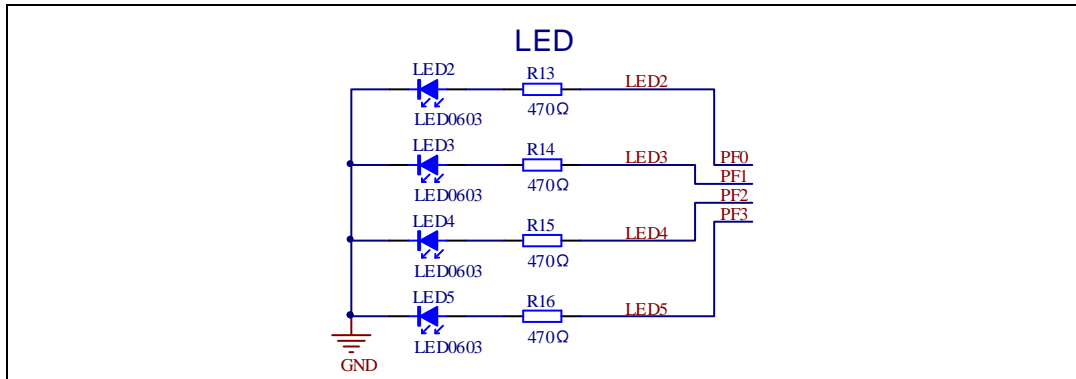 LED
LED2 R13 LED2
LED0603 470Ω
LED3 R14 LED3 PF0
PF1
LED0603 470Ω
PF2
LED4 R15 LED4 PF3
LED0603 470Ω
LED5 R16 LED5
LED0603 470Ω
GND